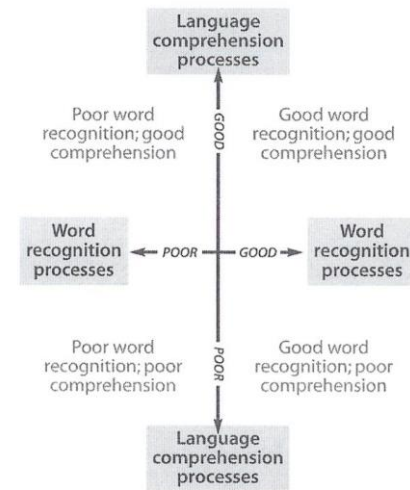 Language
comprehension
processes
GOOD
Poor word
recognition; good
comprehension
Good word
recognition; good
comprehension
Word
recognition
processes
POOR
GOOD
Word
recognition
processes
Poor word
recognition; poor
comprehension
POOR
Good word
recognition; poor
comprehension
Language
comprehension
processes